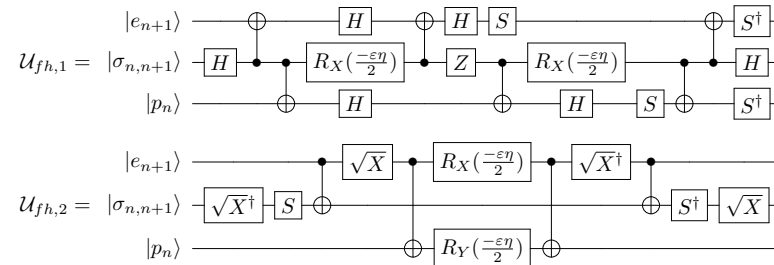 |e_{n+1}⟩ H H S S†
𝒰_{fh,1} = |σ_{n,n+1}⟩ H R_X(−εη/2) Z R_X(−εη/2) H
|p_n⟩ H H S S†
|e_{n+1}⟩ √X R_X(−εη/2) √X†
𝒰_{fh,2} = |σ_{n,n+1}⟩ √X† S S† √X
|p_n⟩ R_Y(−εη/2)